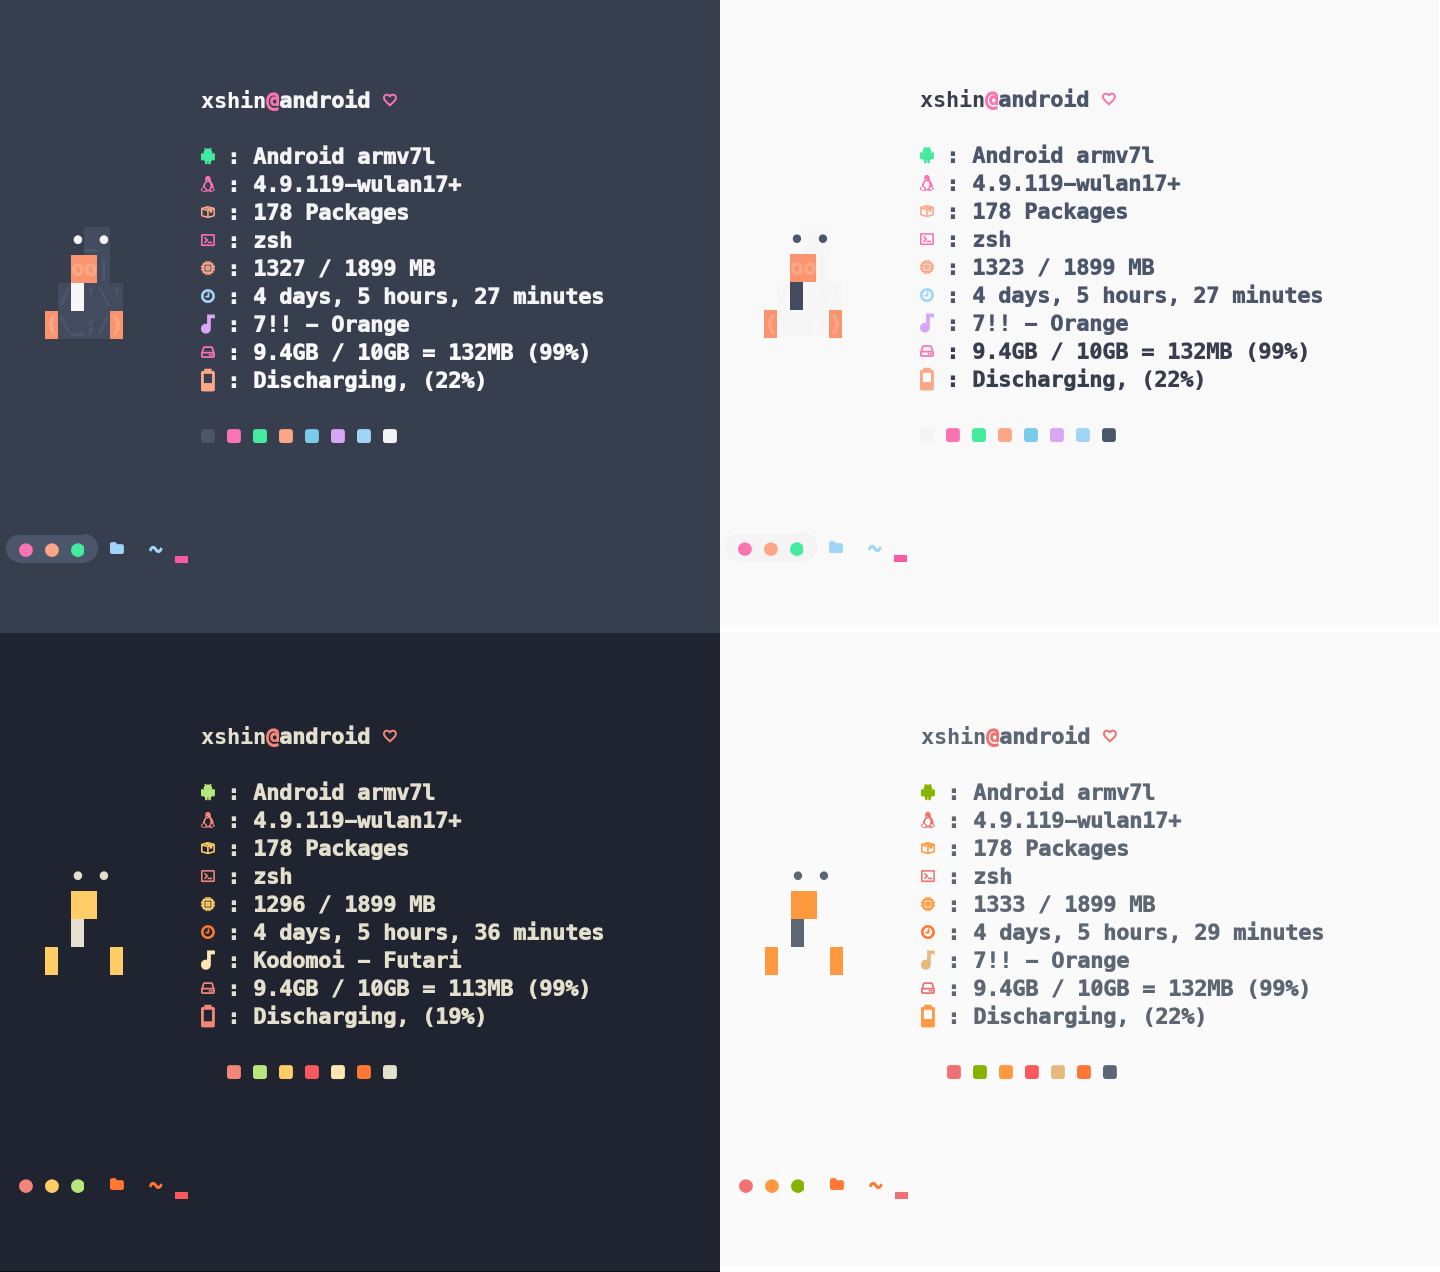 xshin@android ♡
: Android armv7l
: 4.9.119−wulan17+
: 178 Packages
: zsh
: 1327 / 1899 MB
: 4 days, 5 hours, 27 minutes
: 7!! − Orange
: 9.4GB / 10GB = 132MB (99%)
: Discharging, (22%)
~
xshin@android ♡
: Android armv7l
: 4.9.119−wulan17+
: 178 Packages
: zsh
: 1323 / 1899 MB
: 4 days, 5 hours, 27 minutes
: 7!! − Orange
: 9.4GB / 10GB = 132MB (99%)
: Discharging, (22%)
~
xshin@android ♡
: Android armv7l
: 4.9.119−wulan17+
: 178 Packages
: zsh
: 1296 / 1899 MB
: 4 days, 5 hours, 36 minutes
: Kodomoi − Futari
: 9.4GB / 10GB = 113MB (99%)
: Discharging, (19%)
~
xshin@android ♡
: Android armv7l
: 4.9.119−wulan17+
: 178 Packages
: zsh
: 1333 / 1899 MB
: 4 days, 5 hours, 29 minutes
: 7!! − Orange
: 9.4GB / 10GB = 132MB (99%)
: Discharging, (22%)
~